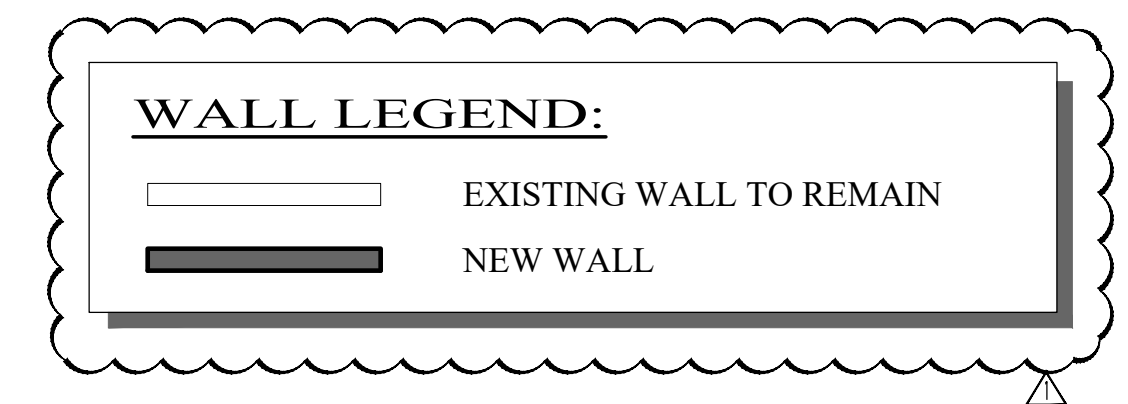 WALL LEGEND:
EXISTING WALL TO REMAIN
NEW WALL
1